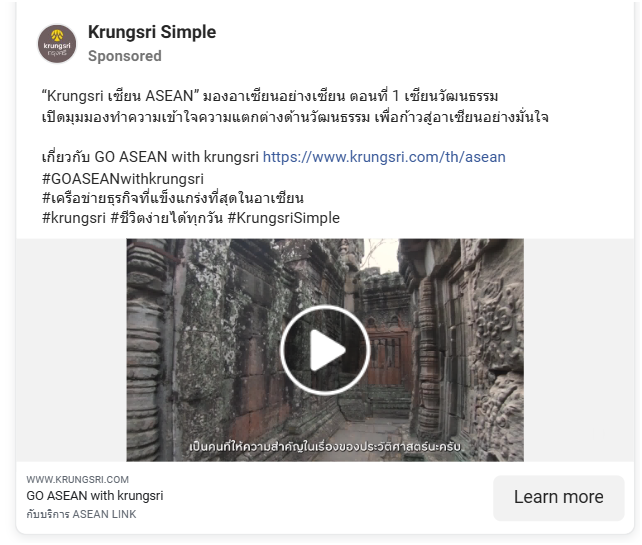 krungsri
กรุงศรี
Krungsri Simple
Sponsored
“Krungsri เซียน ASEAN” มองอาเซียนอย่างเซียน ตอนที่ 1 เซียนวัฒนธรรม
เปิดมุมมองทำความเข้าใจความแตกต่างด้านวัฒนธรรม เพื่อก้าวสู่อาเซียนอย่างมั่นใจ
เกี่ยวกับ GO ASEAN with krungsri https://www.krungsri.com/th/asean
#GOASEANwithkrungsri
#เครือข่ายธุรกิจที่แข็งแกร่งที่สุดในอาเซียน
#krungsri #ชีวิตง่ายได้ทุกวัน #KrungsriSimple
เป็นคนที่ให้ความสำคัญในเรื่องของประวัติศาสตร์นะครับ
WWW.KRUNGSRI.COM
GO ASEAN with krungsri
กับบริการ ASEAN LINK
Learn more